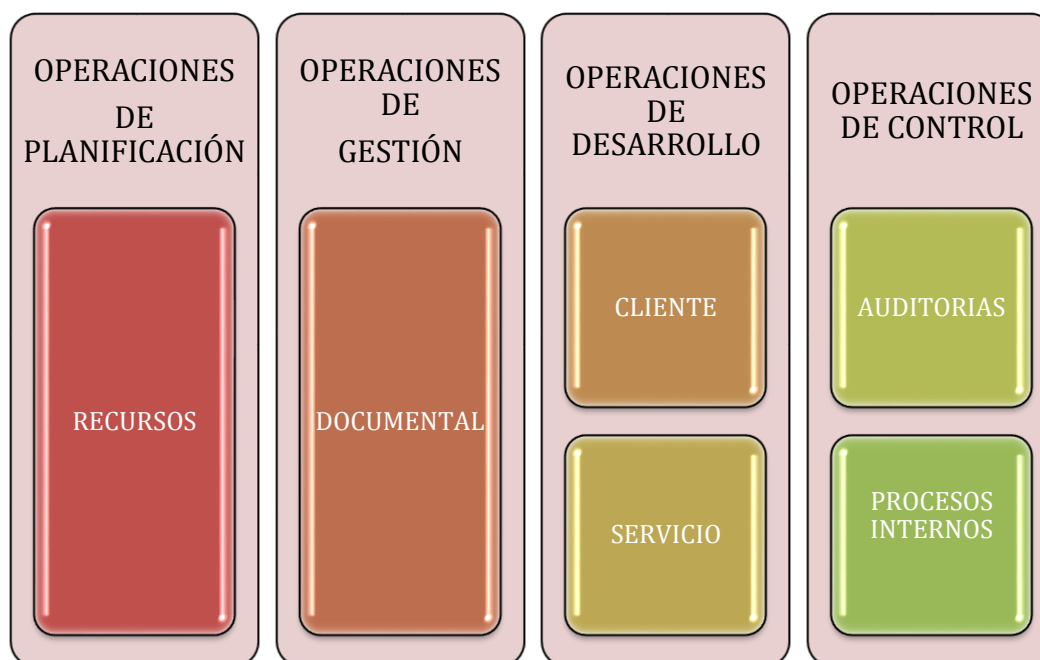 OPERACIONES
DE
PLANIFICACIÓN
RECURSOS
OPERACIONES
DE
GESTIÓN
DOCUMENTAL
OPERACIONES
DE
DESARROLLO
CLIENTE
SERVICIO
OPERACIONES
DE CONTROL
AUDITORIAS
PROCESOS
INTERNOS